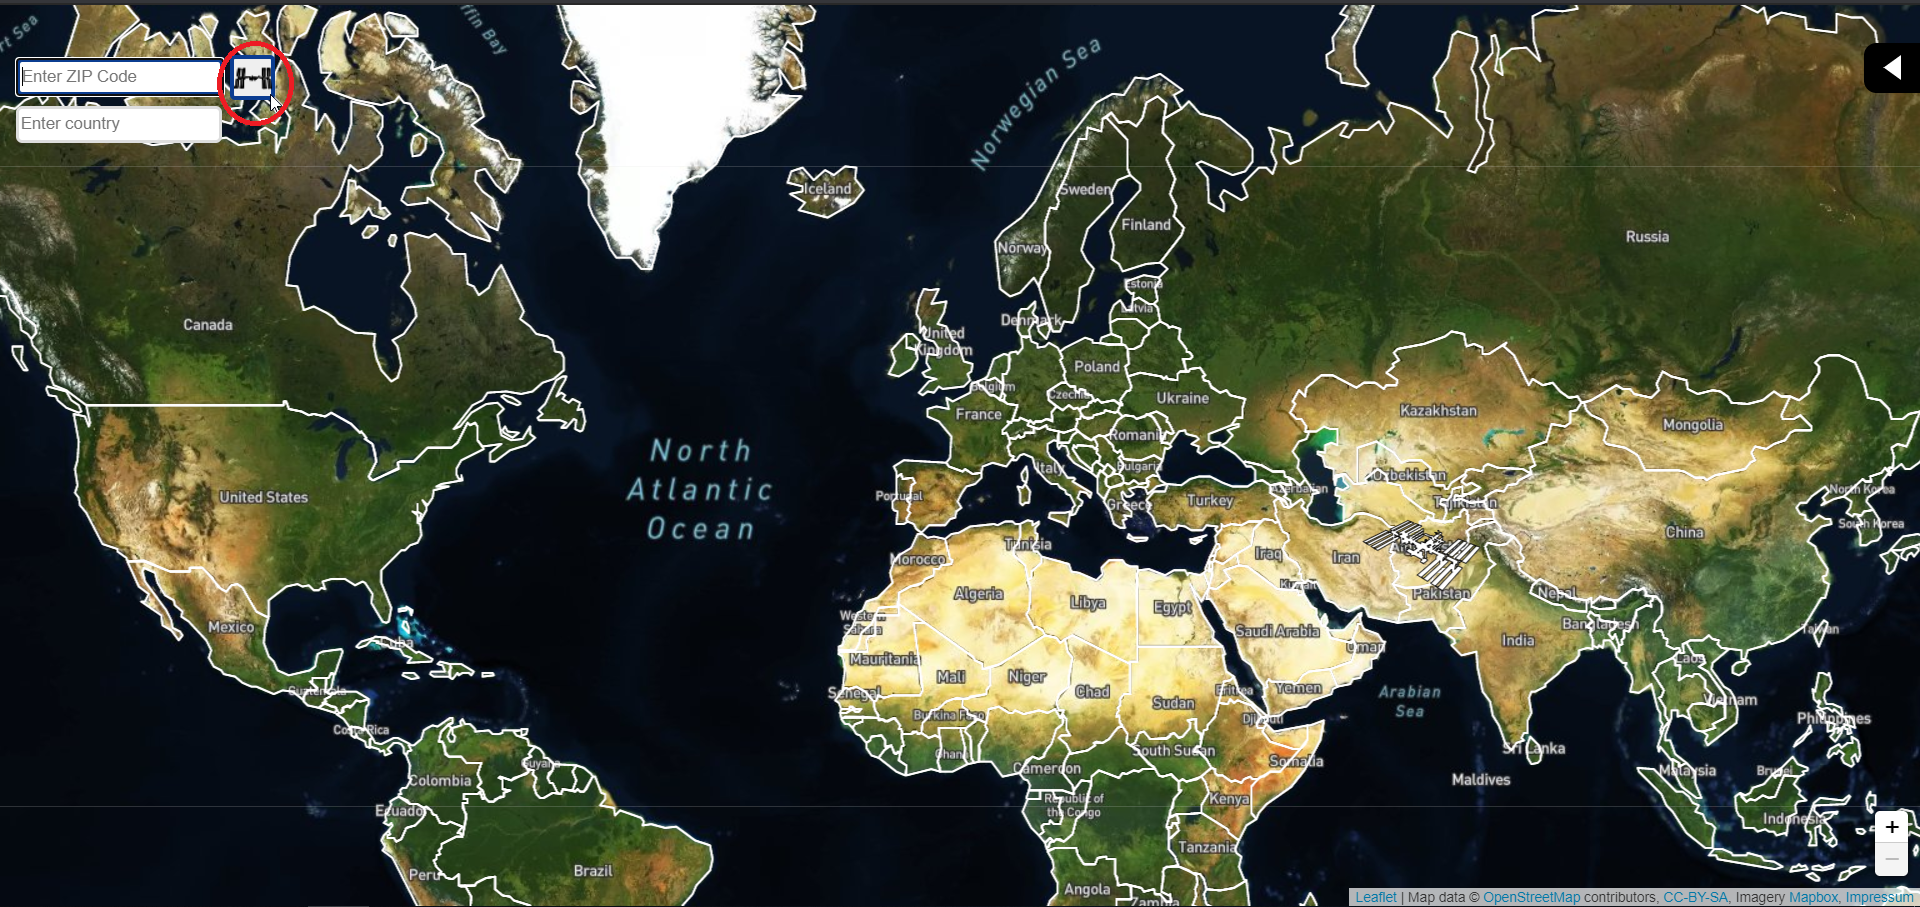 Enter ZIP Code
Enter country
Norwegian Sea
Iceland
Sweden
Finland
Norway
Russia
Estonia
Latvia
Denmark
Canada
United
Kingdom
Poland
Belgium
Czechia
Ukraine
France
Kazakhstan
Mongolia
Romania
North
Atlantic
Ocean
Italy
Bulgaria
Uzbekistan
Tajikistan
Azerbaijan
North Korea
United States
Portugal
Greece
Turkey
South Korea
China
Tunisia
Morocco
Iraq
Iran
Algeria
Libya
Egypt
Pakistan
Nepal
Western
Sahara
Mexico
Saudi Arabia
India
Bangladesh
Taiwan
Cuba
Oman
Mauritania
Mali
Niger
Chad
Laos
Guatemala
Senegal
Sudan
Eritrea
Yemen
Arabian
Sea
Vietnam
Burkina Faso
Djibouti
Philippines
Costa Rica
Ghana
South Sudan
Sri Lanka
Guyana
Cameroon
Somalia
Malaysia
Brunei
Colombia
Maldives
Ecuador
Republic of
the Congo
Kenya
Indonesia
Tanzania
Peru
Brazil
Angola
Zambia
+
−
Leaflet | Map data © OpenStreetMap contributors, CC-BY-SA, Imagery Mapbox, Impressum